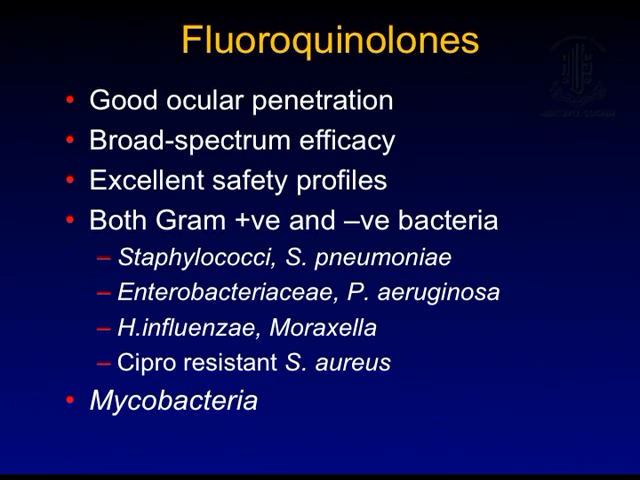 Fluoroquinolones
• Good ocular penetration
• Broad-spectrum efficacy
• Excellent safety profiles
• Both Gram +ve and –ve bacteria
– Staphylococci, S. pneumoniae
– Enterobacteriaceae, P. aeruginosa
– H.influenzae, Moraxella
– Cipro resistant S. aureus
• Mycobacteria